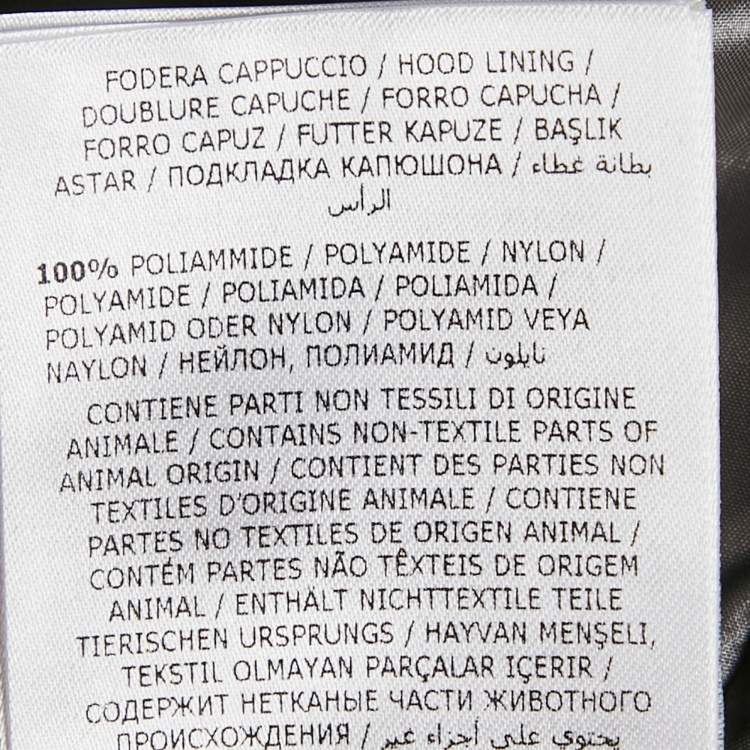 FODERA CAPPUCCIO / HOOD LINING /
DOUBLURE CAPUCHE / FORRO CAPUCHA /
FORRO CAPUZ / FUTTER KAPUZE / BAŞLIK
ASTAR / ПОДКЛАДКА КАПЮШОНА / بطانة غطاء
الرأس
100% POLIAMMIDE / POLYAMIDE / NYLON /
POLYAMIDE / POLIAMIDA / POLIAMIDA /
POLYAMID ODER NYLON / POLYAMID VEYA
NAYLON / НЕЙЛОН, ПОЛИАМИД / نايلون
CONTIENE PARTI NON TESSILI DI ORIGINE
ANIMALE / CONTAINS NON-TEXTILE PARTS OF
ANIMAL ORIGIN / CONTIENT DES PARTIES NON
TEXTILES D'ORIGINE ANIMALE / CONTIENE
PARTES NO TEXTILES DE ORIGEN ANIMAL /
CONTÉM PARTES NÃO TÊXTEIS DE ORIGEM
ANIMAL / ENTHÄLT NICHTTEXTILE TEILE
TIERISCHEN URSPRUNGS / HAYVAN MENŞELİ,
TEKSTIL OLMAYAN PARÇALAR IÇERIR /
СОДЕРЖИТ НЕТКАНЫЕ ЧАСТИ ЖИВОТНОГО
ПРОИСХОЖДЕНИЯ / يحتوي على أجزاء غير